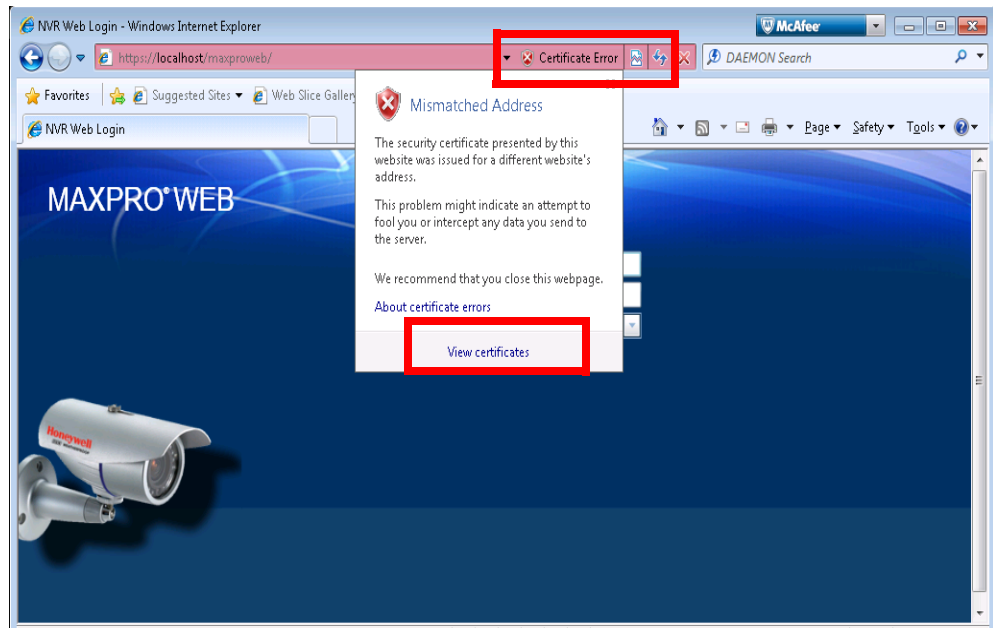 NVR Web Login - Windows Internet Explorer
McAfee
https://localhost/maxproweb/
Certificate Error
DAEMON Search
Favorites
Suggested Sites
Web Slice Gallery
NVR Web Login
Page
Safety
Tools
MAXPRO® WEB
Mismatched Address
The security certificate presented by this
website was issued for a different website's
address.
This problem might indicate an attempt to
fool you or intercept any data you send to
the server.
We recommend that you close this webpage.
About certificate errors
View certificates
Honeywell